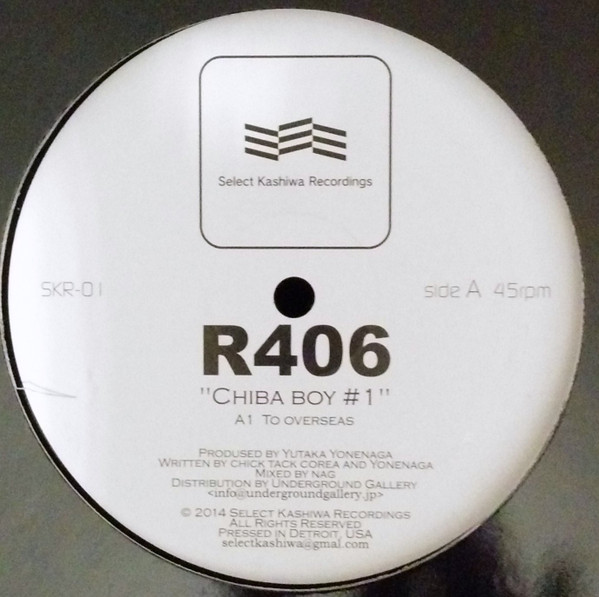 Select Kashiwa Recordings
SKR-01
side A 45rpm
R406
"CHIBA BOY #1"
A1 TO OVERSEAS
PRODUSED BY YUTAKA YONENAGA
WRITTEN BY CHICK TACK COREA AND YONENAGA
MIXED BY NAG
DISTRIBUTION BY UNDERGROUND GALLERY
<info@undergroundgallery.jp>
© 2014 SELECT KASHIWA RECORDINGS
ALL RIGHTS RESERVED
PRESSED IN DETROIT, USA
selectkashiwa@gmal.com